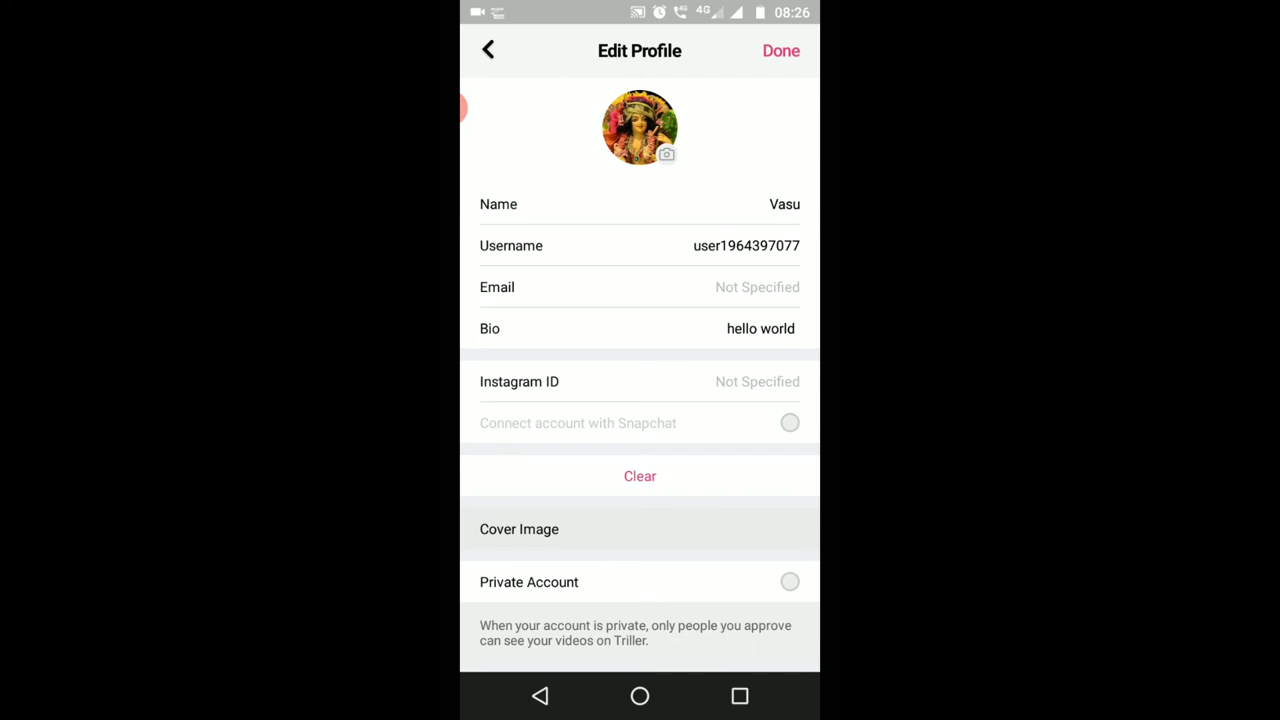 4G 08:26
Edit Profile Done
Name Vasu
Username user1964397077
Email Not Specified
Bio hello world
Instagram ID Not Specified
Connect account with Snapchat
Clear
Cover Image
Private Account
When your account is private, only people you approve
can see your videos on Triller.